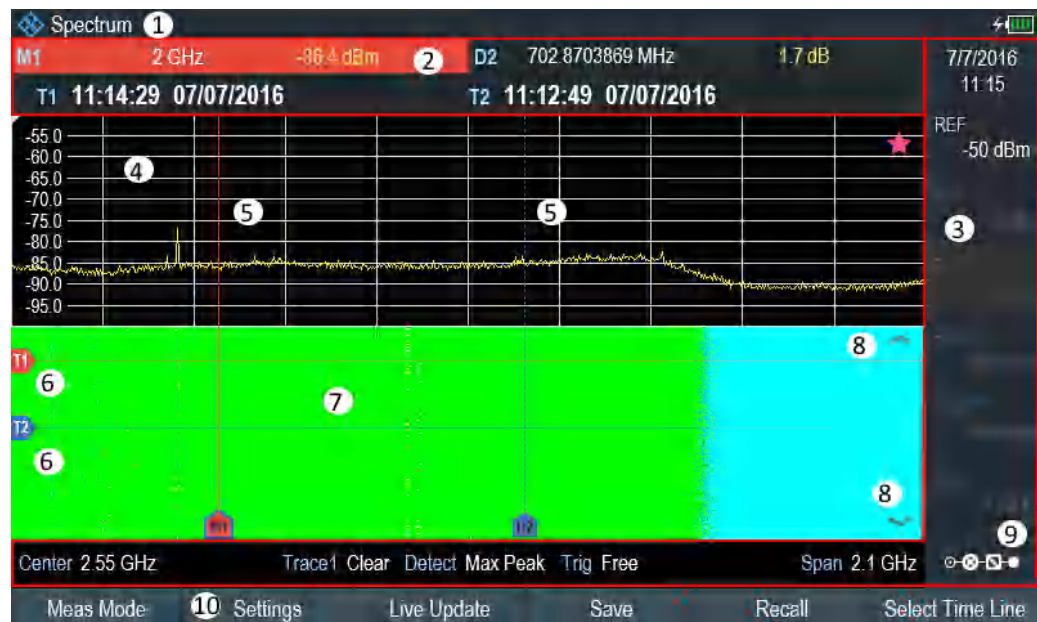 Spectrum 1
M1 2 GHz -86.4 dBm 2 D2 702.8703869 MHz 1.7 dB
7/7/2016
11:15
T1 11:14:29 07/07/2016 T2 11:12:49 07/07/2016
REF
-50 dBm
-55.0
-60.0
-65.0
-70.0
-75.0
-80.0
-85.0
-90.0
-95.0
4
5
5
3
T1
6
7
8
T2
6
8
M1
D2
9
Center 2.55 GHz Trace1 Clear Detect Max Peak Trig Free Span 2.1 GHz
Meas Mode 10 Settings Live Update Save Recall Select Time Line